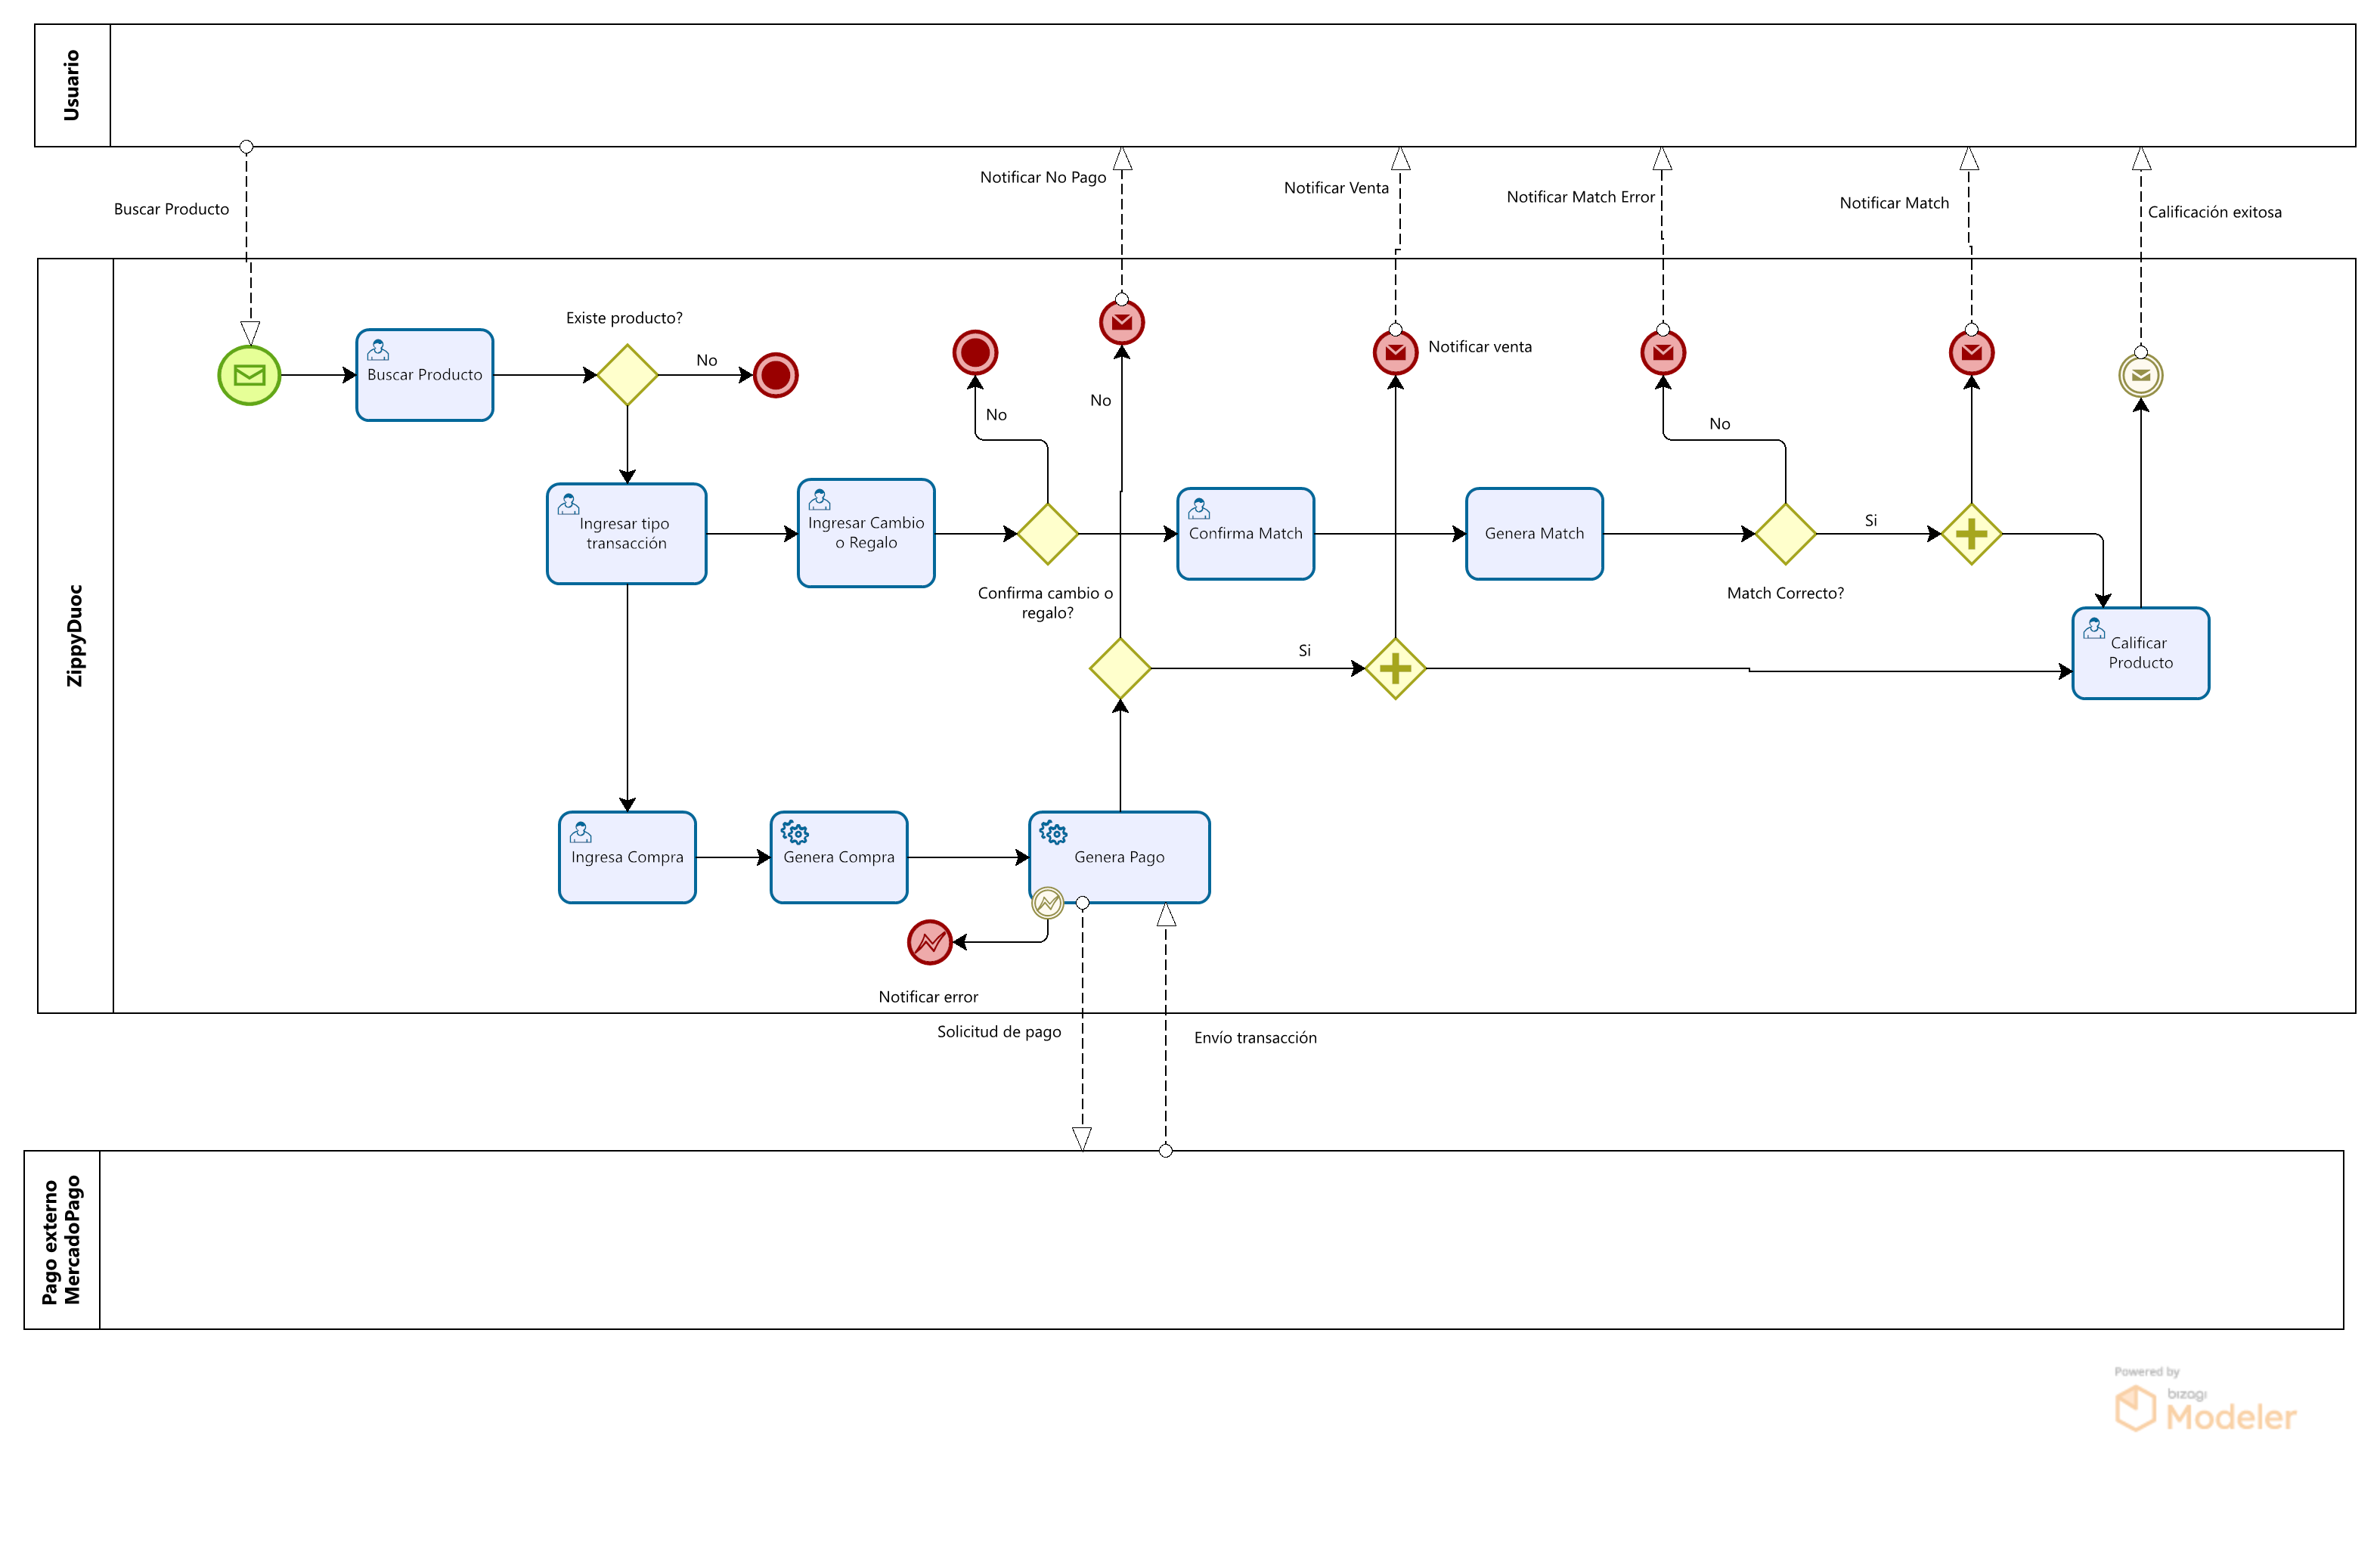 Usuario
Buscar Producto
Notificar No Pago
Notificar Venta
Notificar Match Error
Notificar Match
Calificación exitosa
ZippyDuoc
Buscar Producto
Existe producto?
No
No
No
Notificar venta
No
Ingresar tipo
transacción
Ingresar Cambio
o Regalo
Confirma cambio o
regalo?
Confirma Match
Genera Match
Match Correcto?
Si
Si
Calificar
Producto
Ingresa Compra
Genera Compra
Genera Pago
Notificar error
Solicitud de pago
Envío transacción
Pago externo
MercadoPago
Powered by
bizagi
Modeler